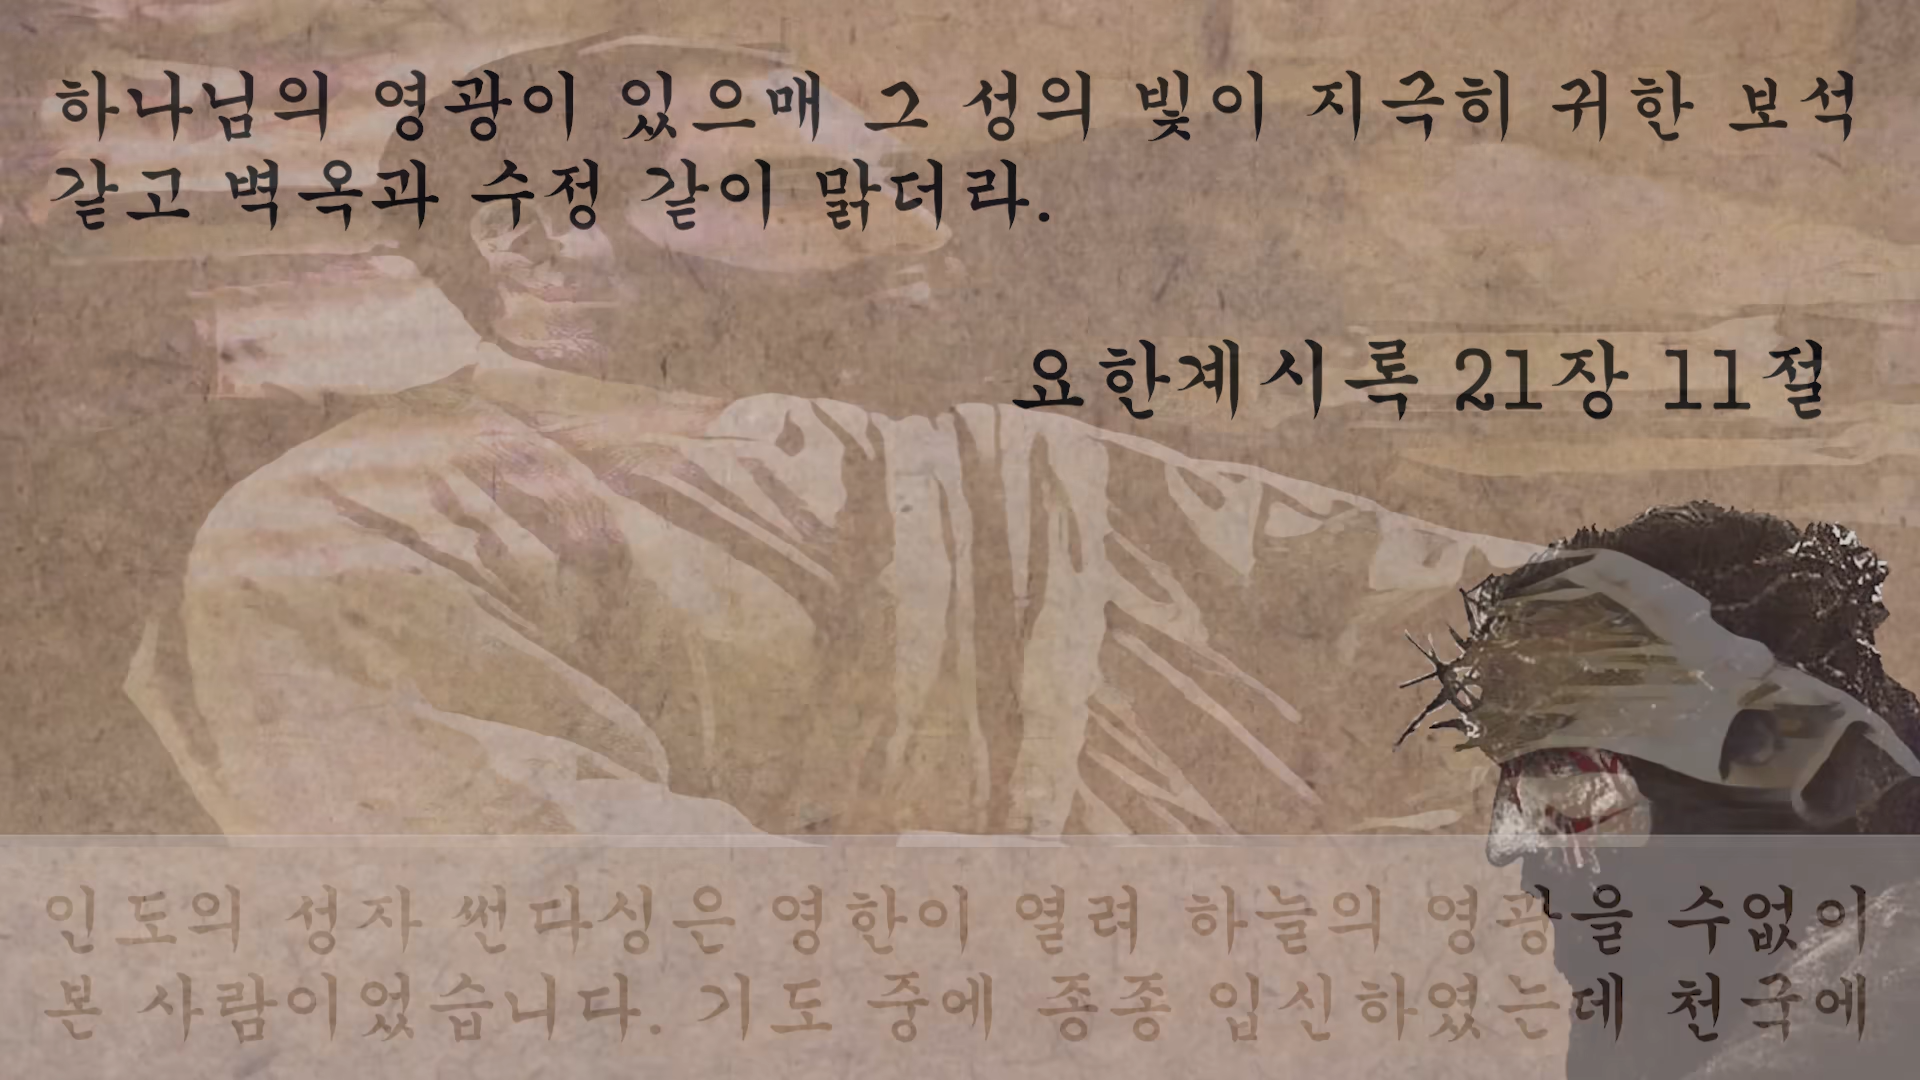 하나님의 영광이 있으매 그 성의 빛이 지극히 귀한 보석
같고 벽옥과 수정 같이 맑더라.
요한계시록 21장 11절
인도의 성자 썬다싱은 영안이 열려 하늘의 영광을 수없이
본 사람이었습니다. 기도 중에 종종 입신하였는데 천국에